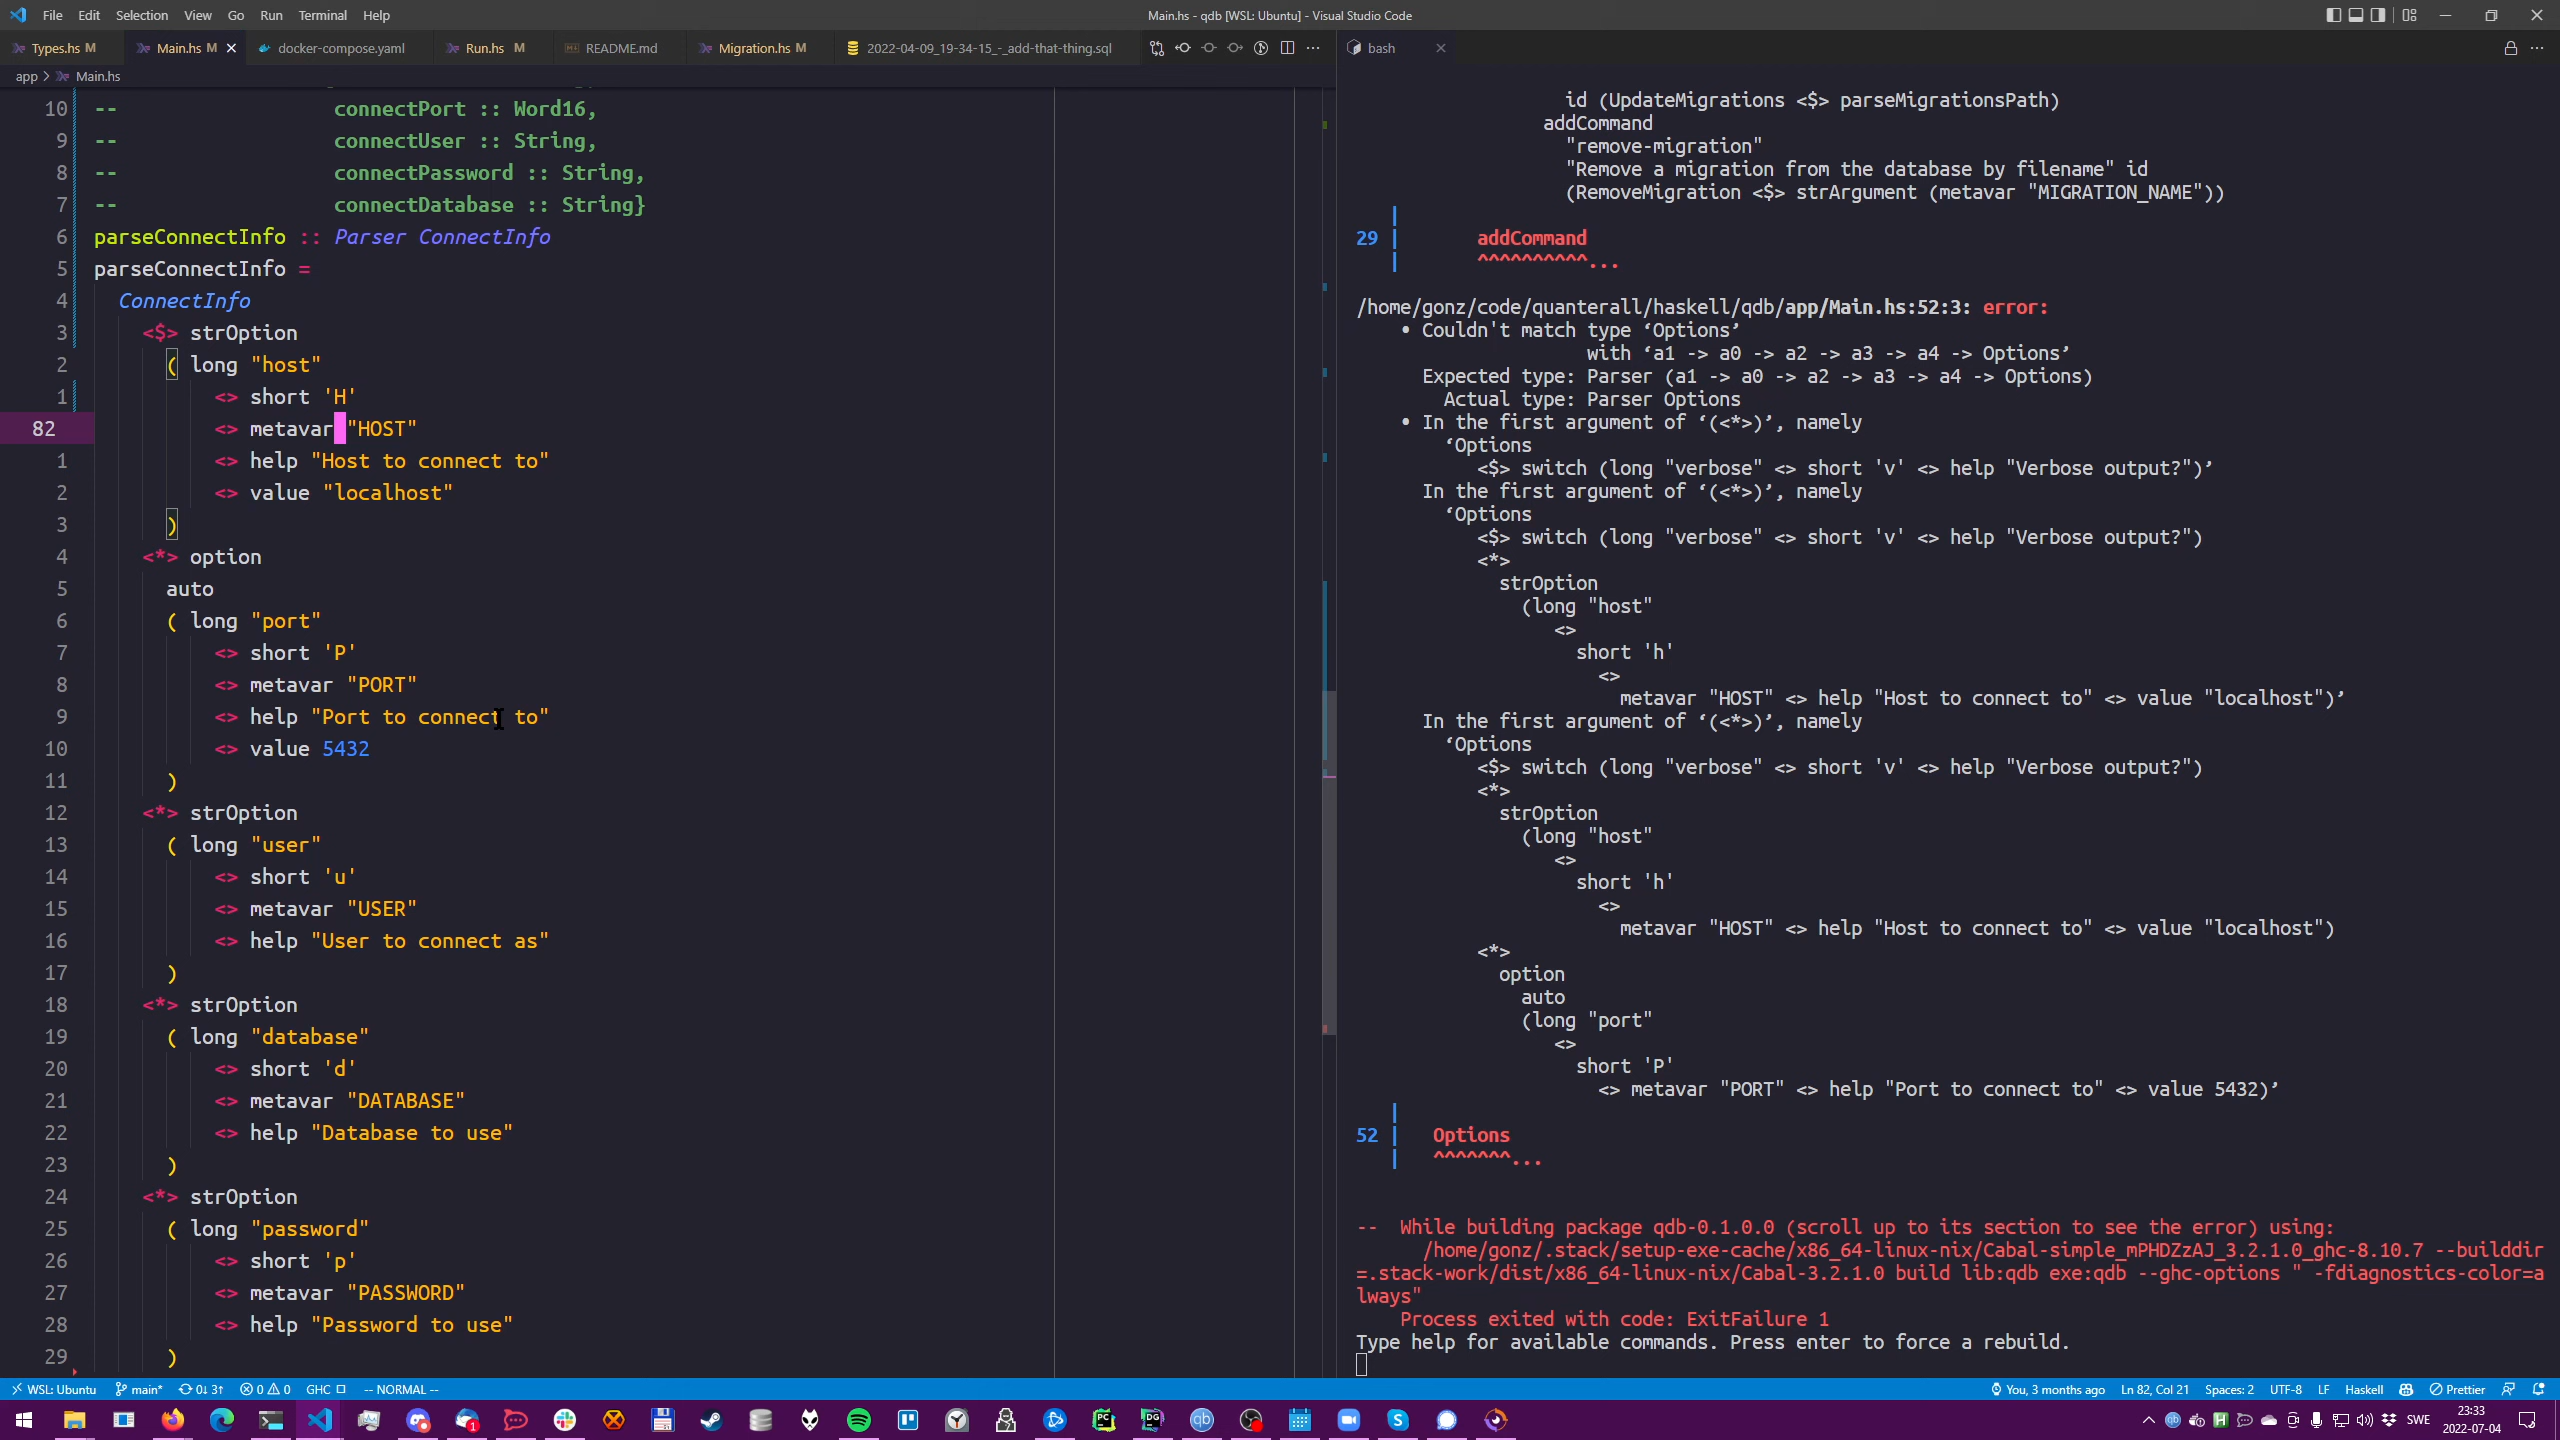 File Edit Selection View Go Run Terminal Help
Main.hs - qdb [WSL: Ubuntu] - Visual Studio Code
Types.hs M
Main.hs M
docker-compose.yaml
Run.hs M
README.md
Migration.hs M
2022-04-09_19-34-15_-_add-that-thing.sql
app > Main.hs
10 -- connectPort :: Word16,
9 -- connectUser :: String,
8 -- connectPassword :: String,
7 -- connectDatabase :: String}
6 parseConnectInfo :: Parser ConnectInfo
5 parseConnectInfo =
4 ConnectInfo
3 <$> strOption
2 ( long "host"
1 <> short 'H'
82 <> metavar "HOST"
1 <> help "Host to connect to"
2 <> value "localhost"
3 )
4 <*> option
5 auto
6 ( long "port"
7 <> short 'P'
8 <> metavar "PORT"
9 <> help "Port to connect to"
10 <> value 5432
11 )
12 <*> strOption
13 ( long "user"
14 <> short 'u'
15 <> metavar "USER"
16 <> help "User to connect as"
17 )
18 <*> strOption
19 ( long "database"
20 <> short 'd'
21 <> metavar "DATABASE"
22 <> help "Database to use"
23 )
24 <*> strOption
25 ( long "password"
26 <> short 'p'
27 <> metavar "PASSWORD"
28 <> help "Password to use"
29 )
bash
id (UpdateMigrations <$> parseMigrationsPath)
addCommand
"remove-migration"
"Remove a migration from the database by filename" id
(RemoveMigration <$> strArgument (metavar "MIGRATION_NAME"))
|
29 | addCommand
| ^^^^^^^^^^...
/home/gonz/code/quanterall/haskell/qdb/app/Main.hs:52:3: error:
• Couldn't match type ‘Options’
with ‘a1 -> a0 -> a2 -> a3 -> a4 -> Options’
Expected type: Parser (a1 -> a0 -> a2 -> a3 -> a4 -> Options)
Actual type: Parser Options
• In the first argument of ‘(<*>)’, namely
‘Options
<$> switch (long "verbose" <> short 'v' <> help "Verbose output?")’
In the first argument of ‘(<*>)’, namely
‘Options
<$> switch (long "verbose" <> short 'v' <> help "Verbose output?")
<*>
strOption
(long "host"
<>
short 'h'
<>
metavar "HOST" <> help "Host to connect to" <> value "localhost")’
In the first argument of ‘(<*>)’, namely
‘Options
<$> switch (long "verbose" <> short 'v' <> help "Verbose output?")
<*>
strOption
(long "host"
<>
short 'h'
<>
metavar "HOST" <> help "Host to connect to" <> value "localhost")
<*>
option
auto
(long "port"
<>
short 'P'
<> metavar "PORT" <> help "Port to connect to" <> value 5432)’
|
52 | Options
| ^^^^^^^...
-- While building package qdb-0.1.0.0 (scroll up to its section to see the error) using:
/home/gonz/.stack/setup-exe-cache/x86_64-linux-nix/Cabal-simple_mPHDZzAJ_3.2.1.0_ghc-8.10.7 --builddir
=.stack-work/dist/x86_64-linux-nix/Cabal-3.2.1.0 build lib:qdb exe:qdb --ghc-options " -fdiagnostics-color=a
lways"
Process exited with code: ExitFailure 1
Type help for available commands. Press enter to force a rebuild.
WSL: Ubuntu main* 0↓ 3↑ 0 0 GHC -- NORMAL --
You, 3 months ago Ln 82, Col 21 Spaces: 2 UTF-8 LF Haskell Prettier
SWE
23:33
2022-07-04